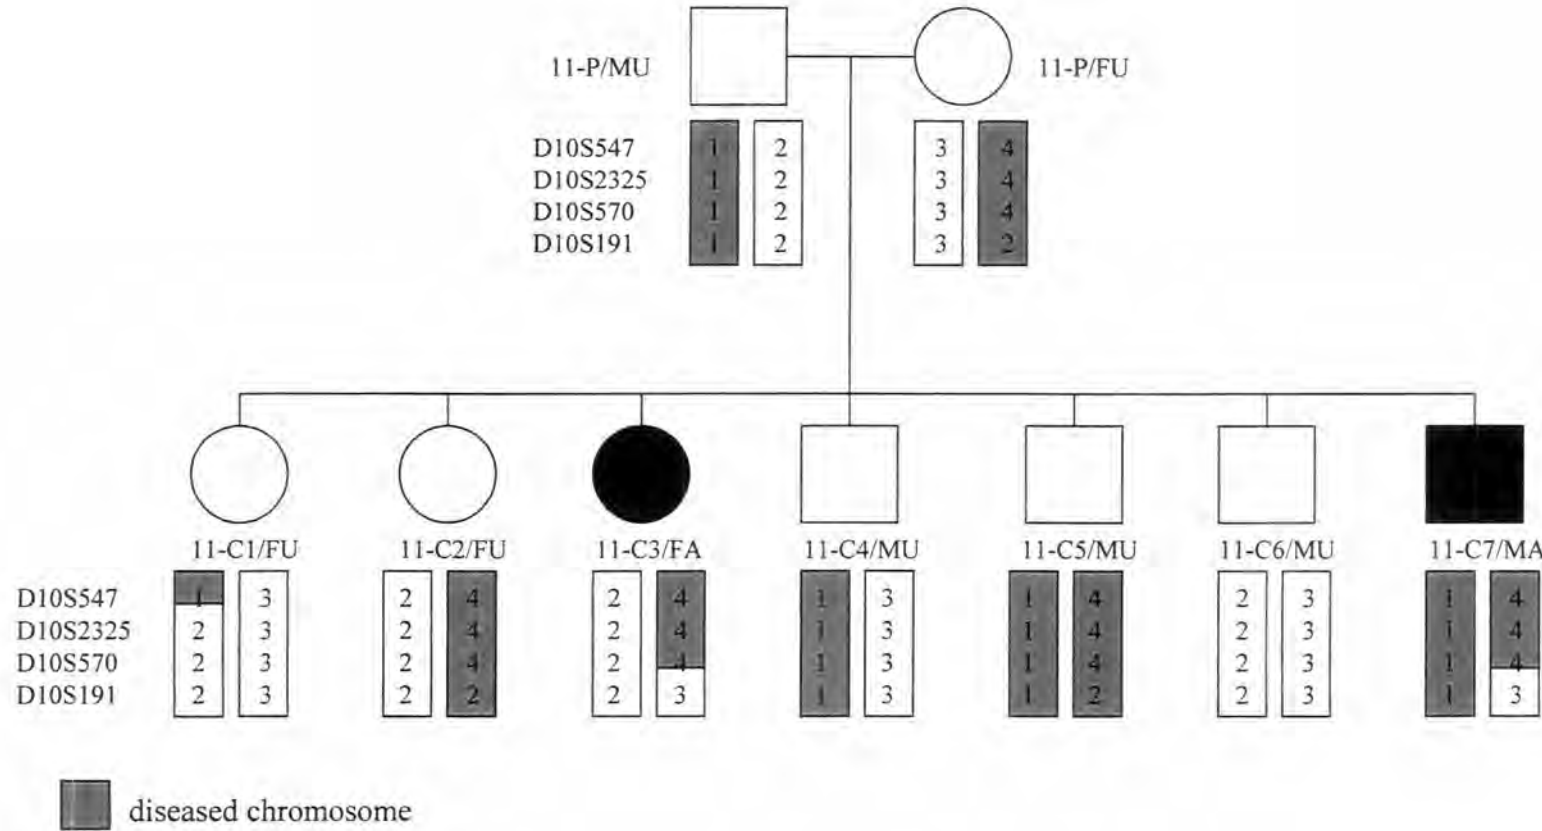 11-P/MU 11-P/FU
D10S547 1 2 3 4
D10S2325 1 2 3 4
D10S570 1 2 3 4
D10S191 1 2 3 2
11-C1/FU 11-C2/FU 11-C3/FA 11-C4/MU 11-C5/MU 11-C6/MU 11-C7/MA
D10S547 1 3 2 4 2 4 1 3 1 4 2 3 1 4
D10S2325 2 3 2 4 2 4 1 3 1 4 2 3 1 4
D10S570 2 3 2 4 2 4 1 3 1 4 2 3 1 4
D10S191 2 3 2 2 2 3 1 3 1 2 2 3 1 3
diseased chromosome